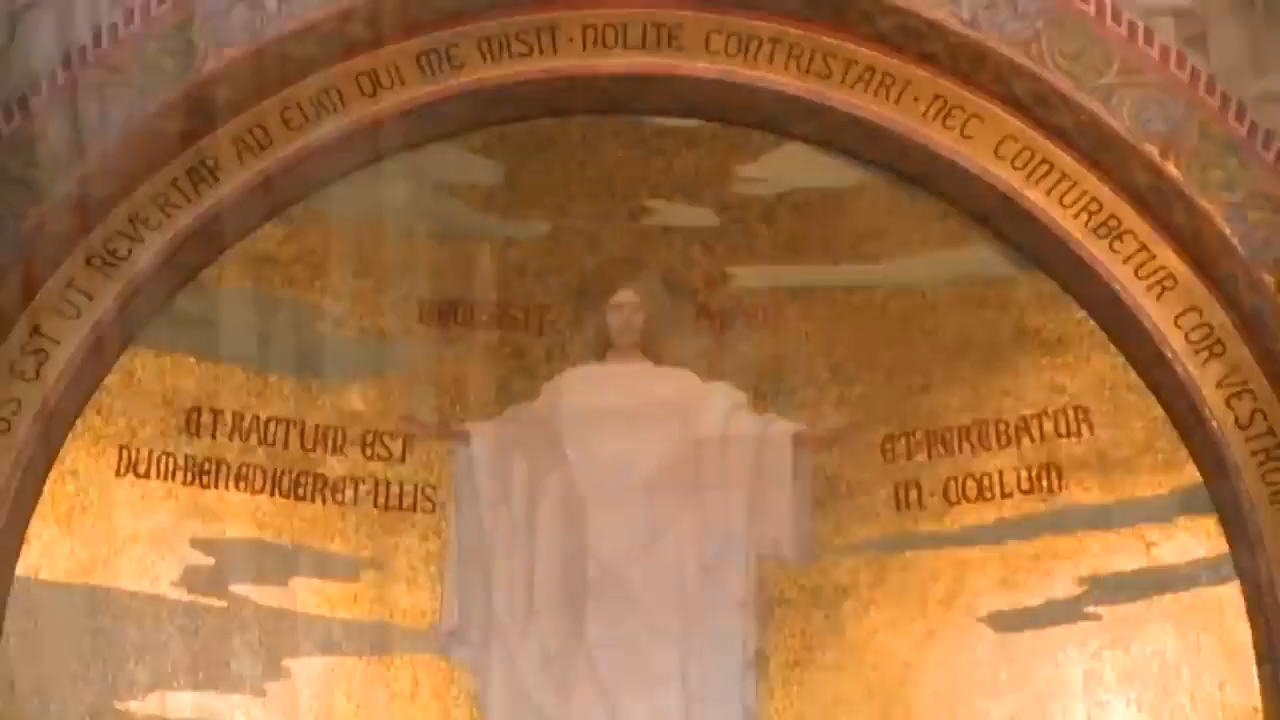 EST UT REVERTAR AD EUM QUI ME MISIT · NOLITE CONTRISTARI · NEC CONTURBETUR COR VESTRUM
ET·FACTUM·EST
DUM·BENEDICERET·ILLIS
ET·FEREBATUR
IN·COELUM